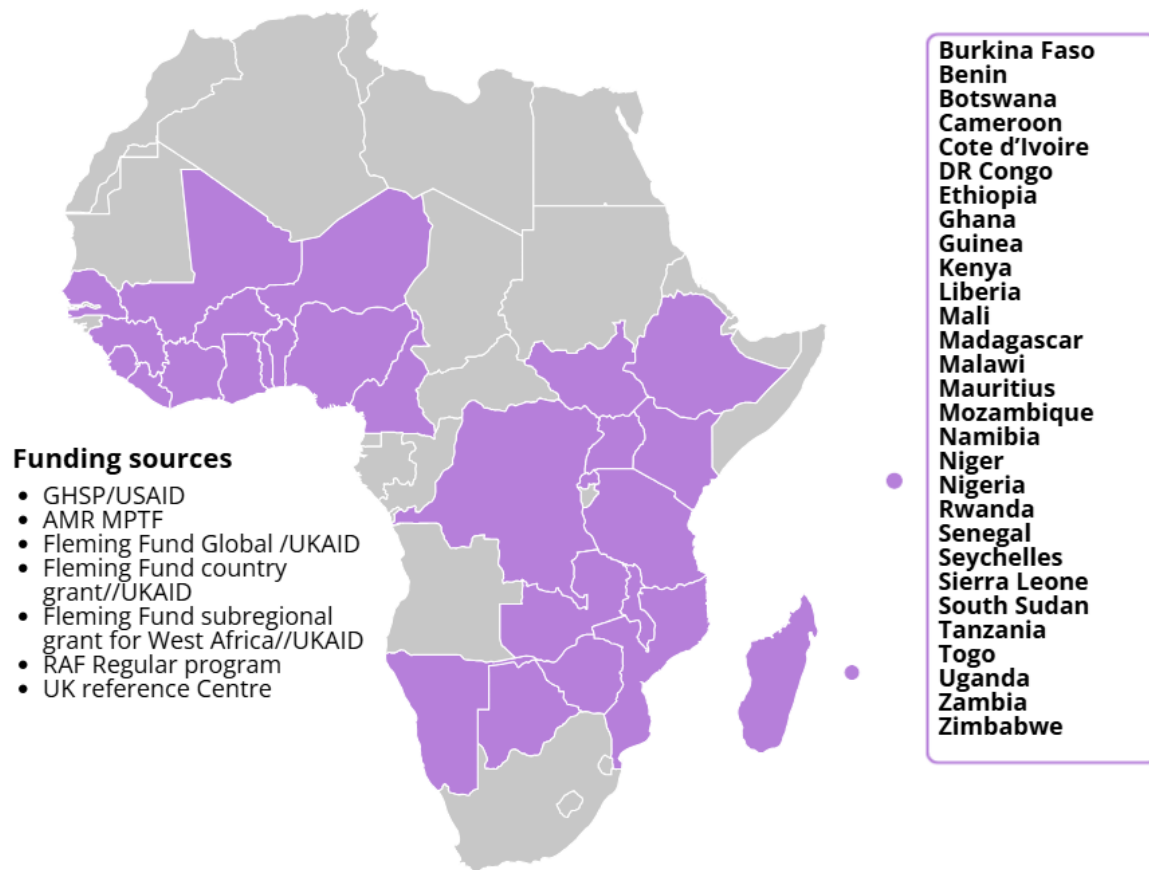 Funding sources
• GHSP/USAID
• AMR MPTF
• Fleming Fund Global /UKAID
• Fleming Fund country
grant//UKAID
• Fleming Fund subregional
grant for West Africa//UKAID
• RAF Regular program
• UK reference Centre
Burkina Faso
Benin
Botswana
Cameroon
Cote d’Ivoire
DR Congo
Ethiopia
Ghana
Guinea
Kenya
Liberia
Mali
Madagascar
Malawi
Mauritius
Mozambique
Namibia
Niger
Nigeria
Rwanda
Senegal
Seychelles
Sierra Leone
South Sudan
Tanzania
Togo
Uganda
Zambia
Zimbabwe